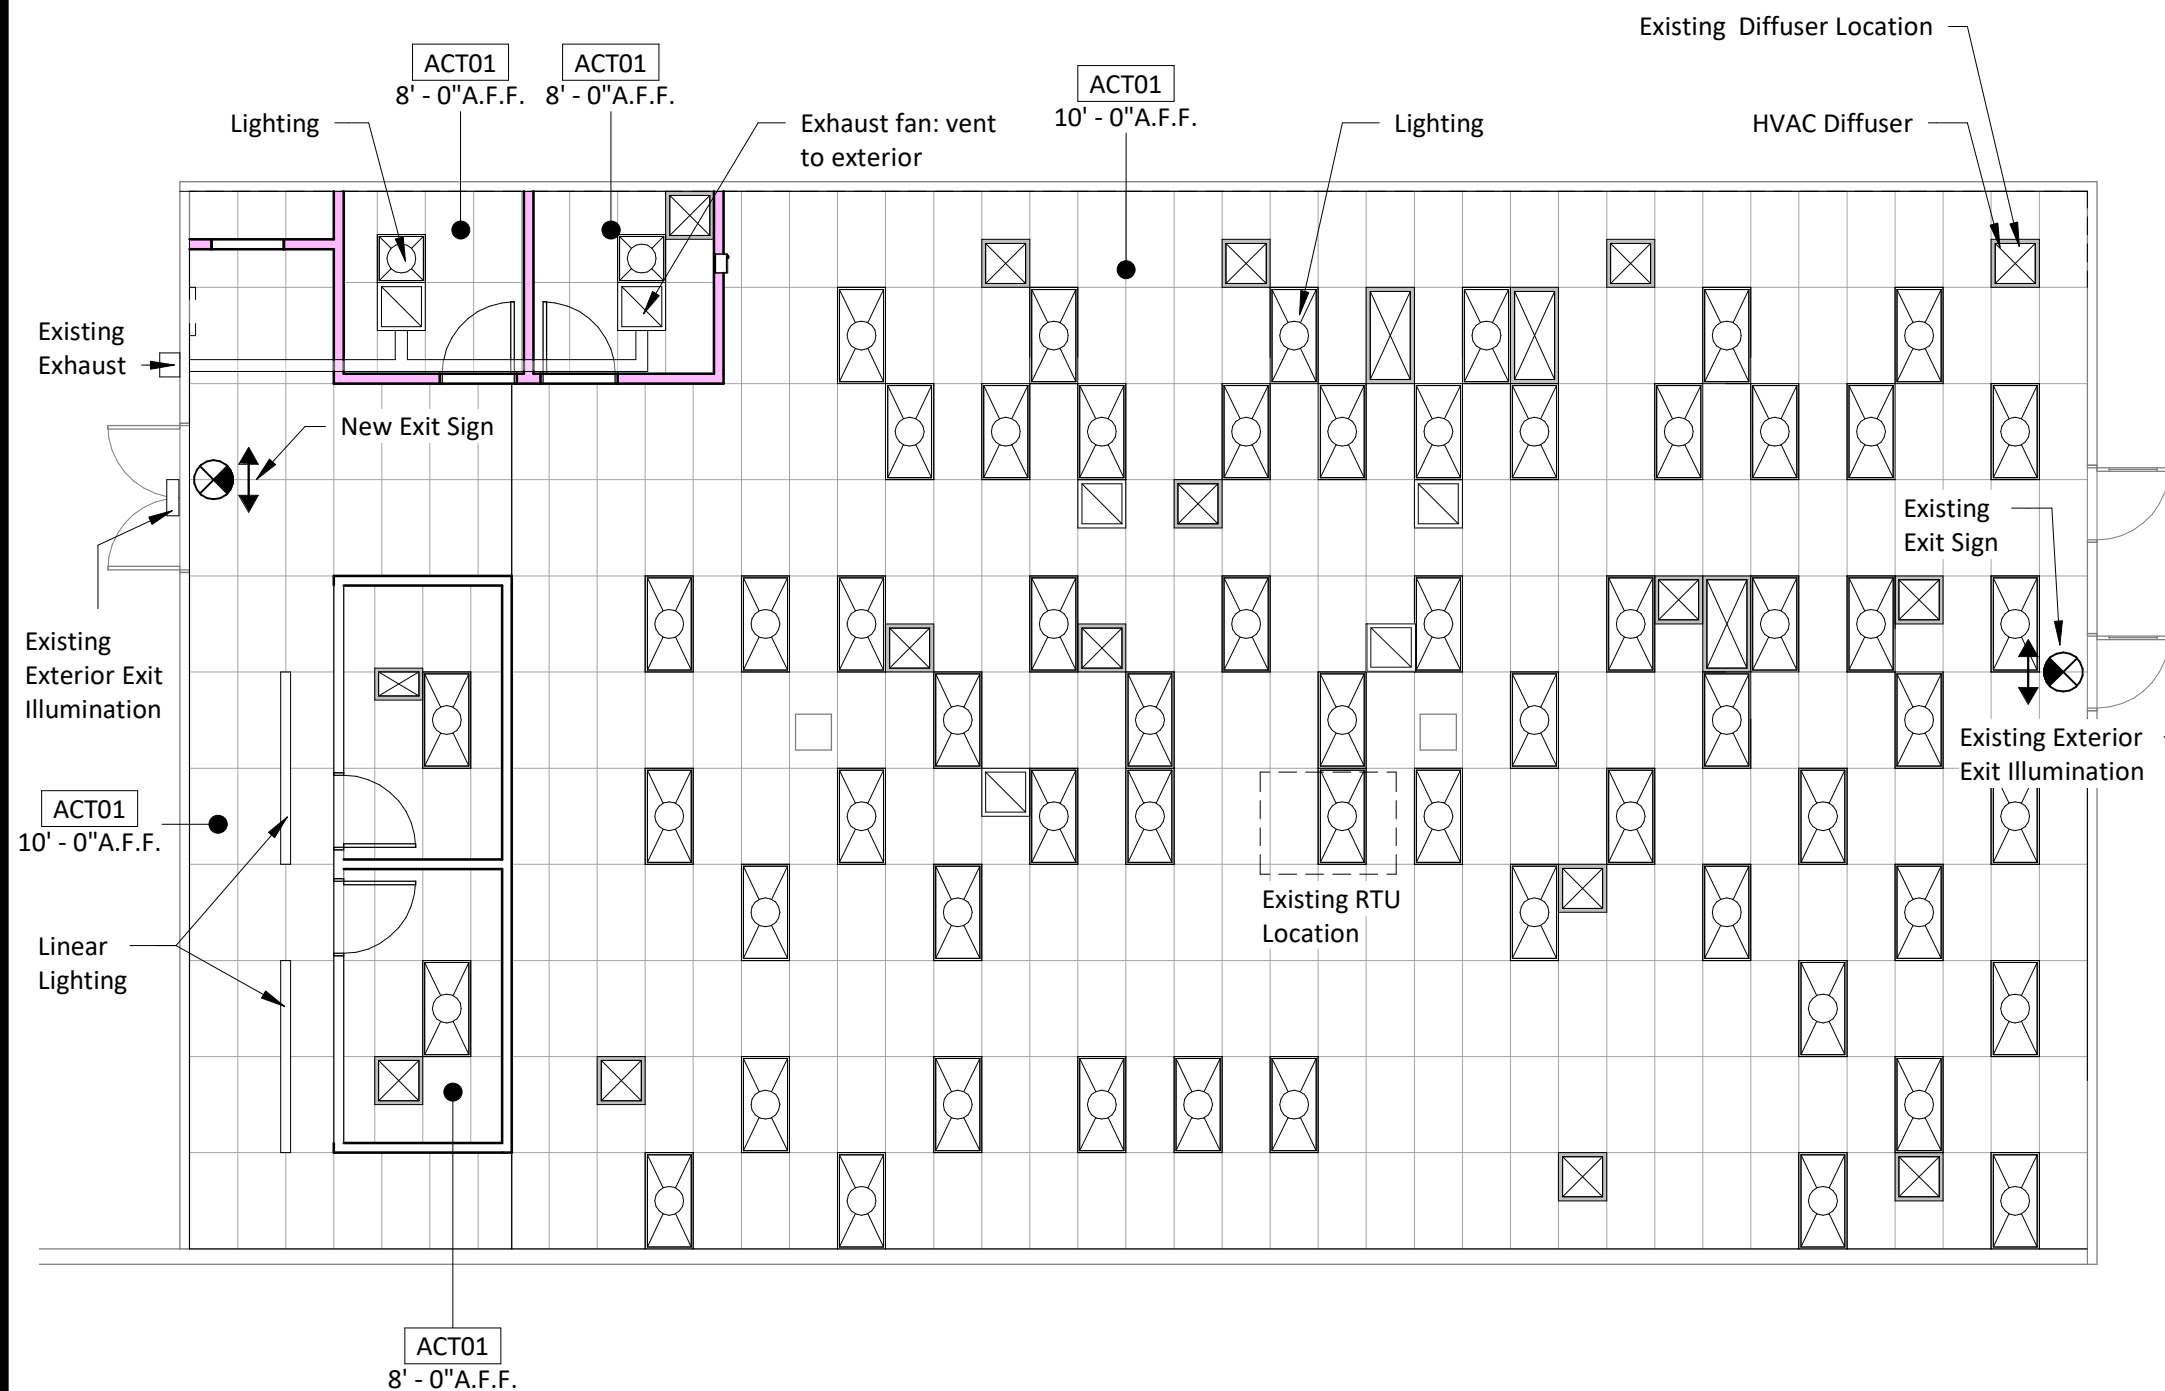 Existing  Diffuser Location
ACT01
8' - 0"A.F.F.
ACT01
8' - 0"A.F.F.
ACT01
10' - 0"A.F.F.
Lighting
Exhaust fan: vent
to exterior
Lighting
HVAC Diffuser
Existing
Exhaust
New Exit Sign
Existing
Exit Sign
Existing
Exterior Exit
Illumination
Existing Exterior
Exit Illumination
ACT01
10' - 0"A.F.F.
Existing RTU
Location
Linear
Lighting
ACT01
8' - 0"A.F.F.